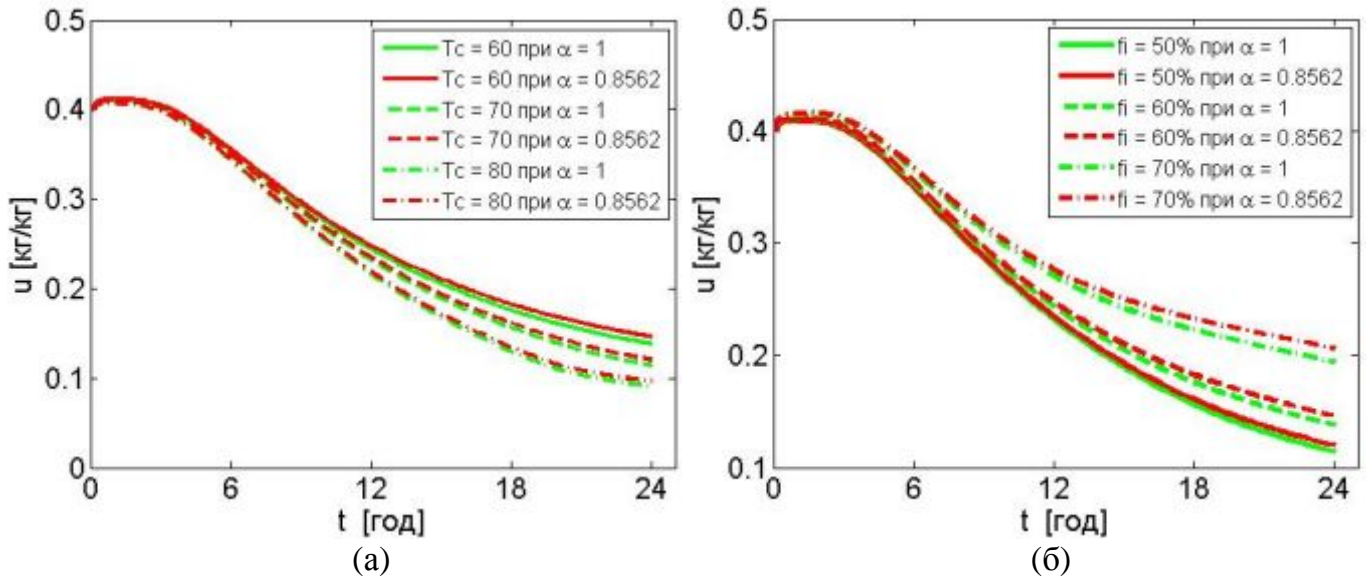 0.5
0.4
0.3
0.2
0.1
0
u [кг/кг]
0
6
12
18
24
t [год]
Tc = 60 при α = 1
Tc = 60 при α = 0.8562
Tc = 70 при α = 1
Tc = 70 при α = 0.8562
Tc = 80 при α = 1
Tc = 80 при α = 0.8562
(а)
0.5
0.4
0.3
0.2
0.1
u [кг/кг]
0
6
12
18
24
t [год]
fi = 50% при α = 1
fi = 50% при α = 0.8562
fi = 60% при α = 1
fi = 60% при α = 0.8562
fi = 70% при α = 1
fi = 70% при α = 0.8562
(б)